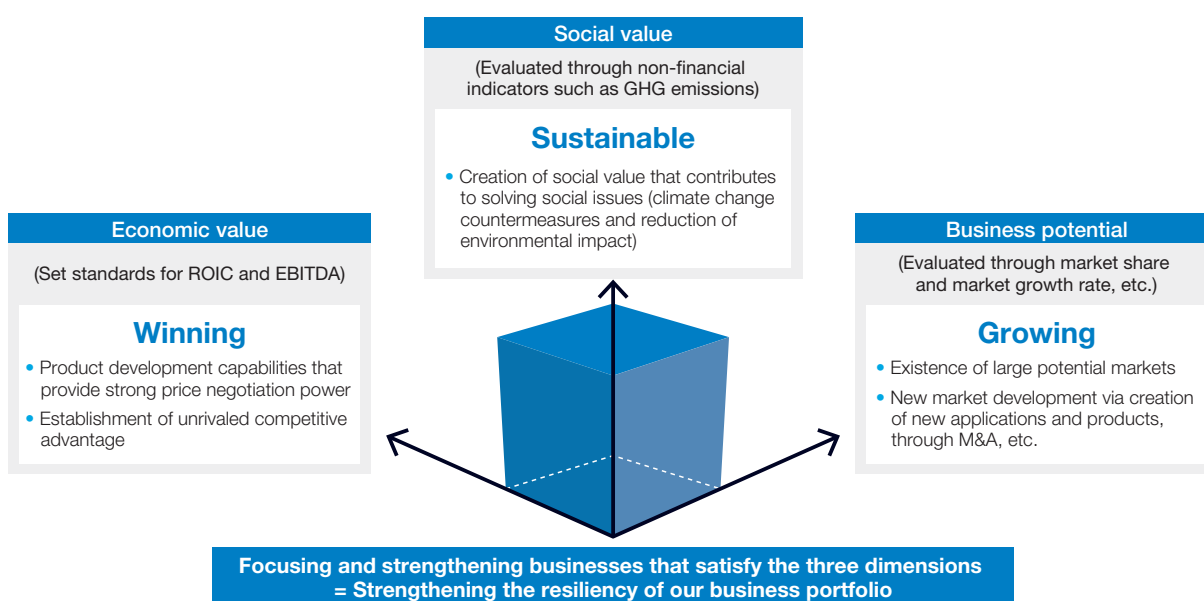 Social value
(Evaluated through non-financial
indicators such as GHG emissions)
Sustainable
• Creation of social value that contributes
to solving social issues (climate change
countermeasures and reduction of
environmental impact)
Economic value
(Set standards for ROIC and EBITDA)
Winning
• Product development capabilities that
provide strong price negotiation power
• Establishment of unrivaled competitive
advantage
Business potential
(Evaluated through market share
and market growth rate, etc.)
Growing
• Existence of large potential markets
• New market development via creation
of new applications and products,
through M&A, etc.
Focusing and strengthening businesses that satisfy the three dimensions
= Strengthening the resiliency of our business portfolio